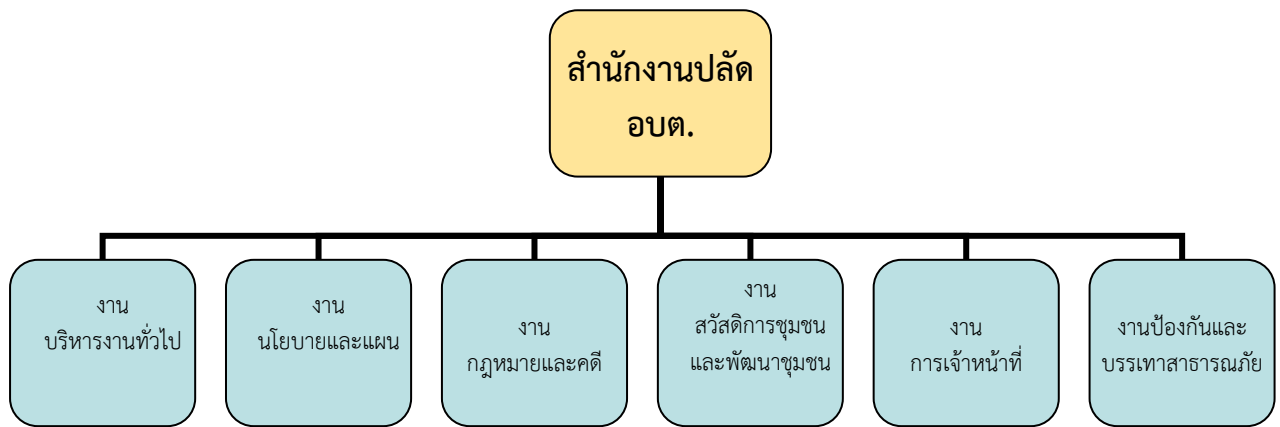 สำนักงานปลัด
อบต.
งาน
บริหารงานทั่วไป
งาน
นโยบายและแผน
งาน
กฎหมายและคดี
งาน
สวัสดิการชุมชน
และพัฒนาชุมชน
งาน
การเจ้าหน้าที่
งานป้องกันและ
บรรเทาสาธารณภัย